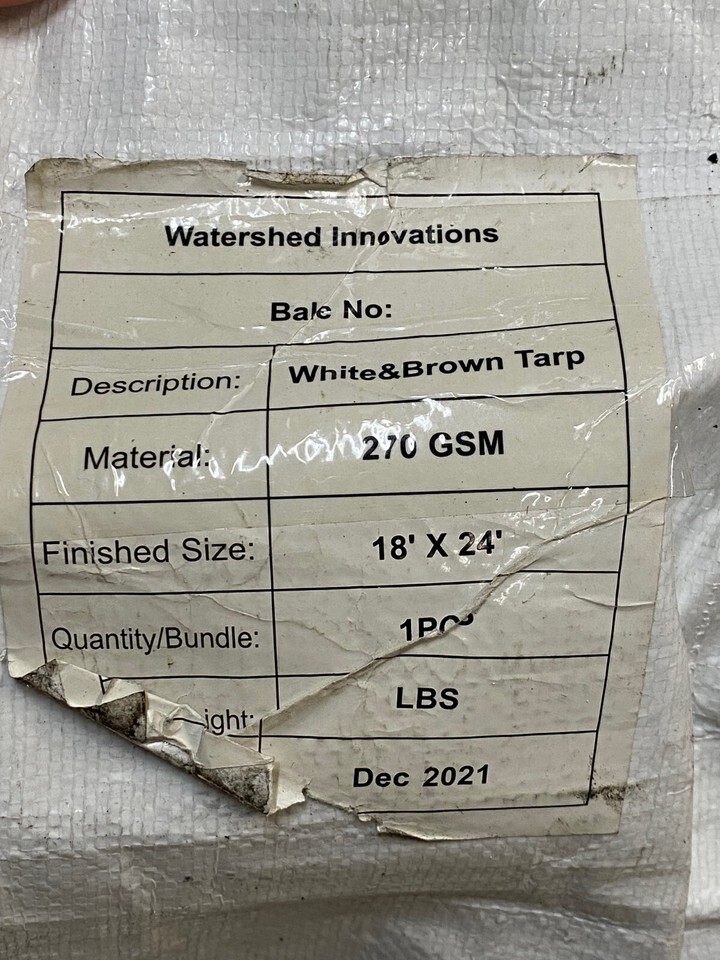 Watershed Innovations
Bale No:
Description: White&Brown Tarp
Material: 270 GSM
Finished Size: 18' X 24'
Quantity/Bundle:
LBS
Dec 2021